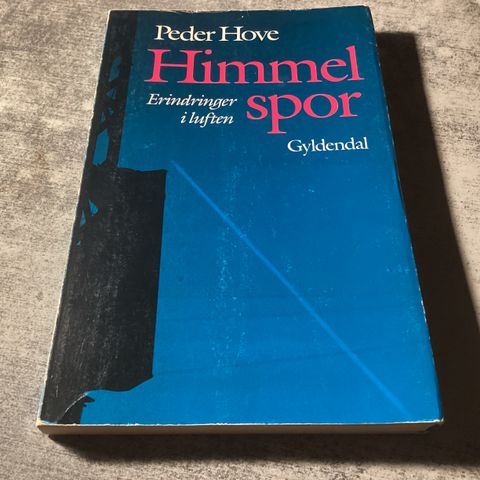 Peder Hove
Himmel
spor
Erindringer
i luften
Gyldendal